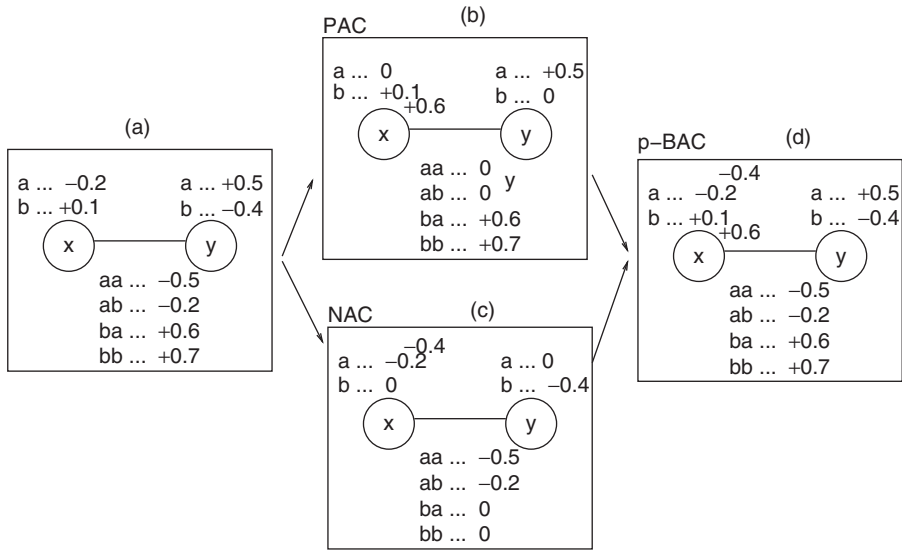 (a)
a ... −0.2
b ... +0.1
a ... +0.5
b ... −0.4
x
y
aa ... −0.5
ab ... −0.2
ba ... +0.6
bb ... +0.7
PAC
(b)
a ... 0
b ... +0.1
+0.6
a ... +0.5
b ... 0
x
y
aa ... 0
y
ab ... 0
ba ... +0.6
bb ... +0.7
NAC
(c)
−0.4
a ... −0.2
b ... 0
a ... 0
b ... −0.4
x
y
aa ... −0.5
ab ... −0.2
ba ... 0
bb ... 0
p−BAC
(d)
−0.4
a ... −0.2
b ... +0.1
+0.6
a ... +0.5
b ... −0.4
x
y
aa ... −0.5
ab ... −0.2
ba ... +0.6
bb ... +0.7